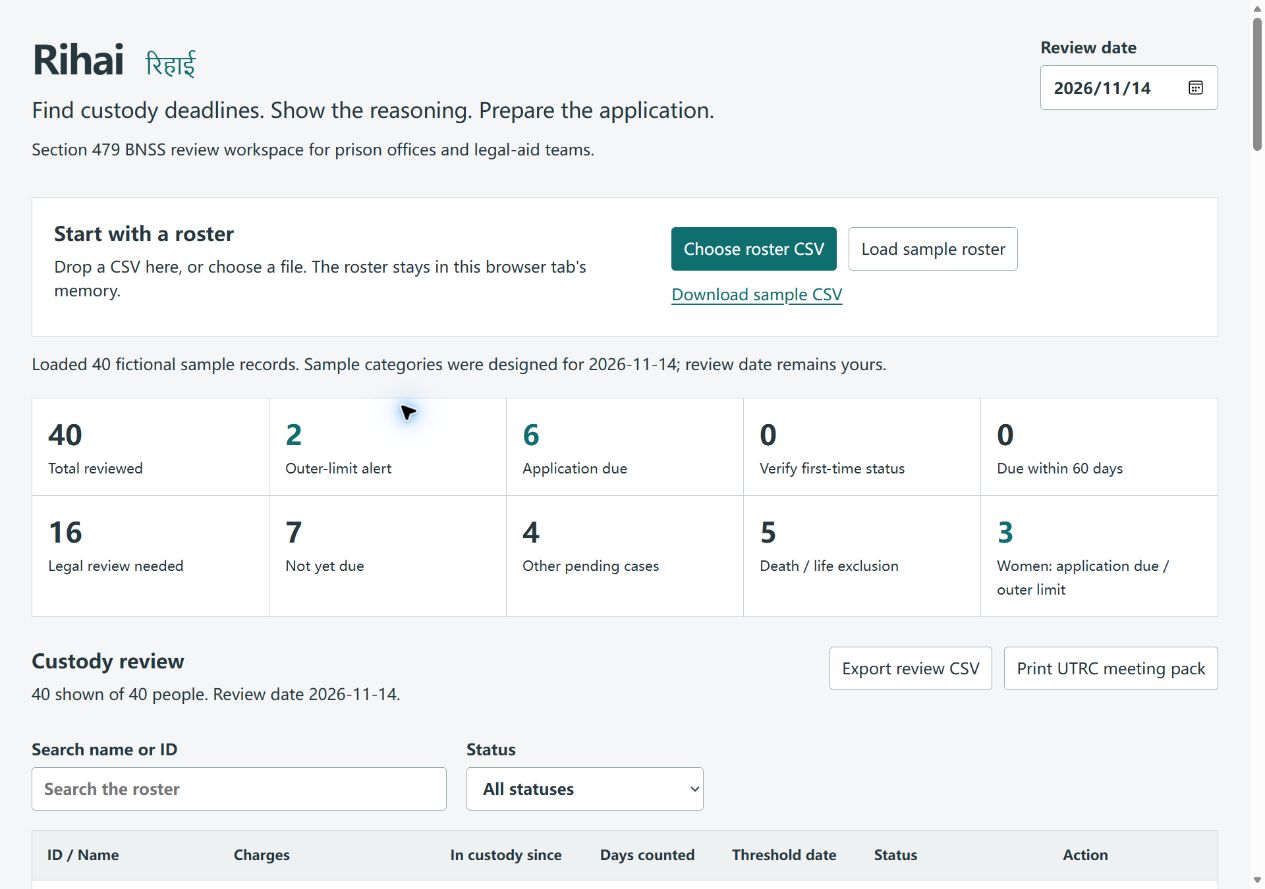 Rihai रिहाई
Find custody deadlines. Show the reasoning. Prepare the application.
Section 479 BNSS review workspace for prison offices and legal-aid teams.
Review date
2026/11/14
Start with a roster
Drop a CSV here, or choose a file. The roster stays in this browser tab's
memory.
Choose roster CSV
Load sample roster
Download sample CSV
Loaded 40 fictional sample records. Sample categories were designed for 2026-11-14; review date remains yours.
40
Total reviewed
2
Outer-limit alert
6
Application due
0
Verify first-time status
0
Due within 60 days
16
Legal review needed
7
Not yet due
4
Other pending cases
5
Death / life exclusion
3
Women: application due /
outer limit
Custody review
40 shown of 40 people. Review date 2026-11-14.
Export review CSV
Print UTRC meeting pack
Search name or ID
Search the roster
Status
All statuses
ID / Name
Charges
In custody since
Days counted
Threshold date
Status
Action